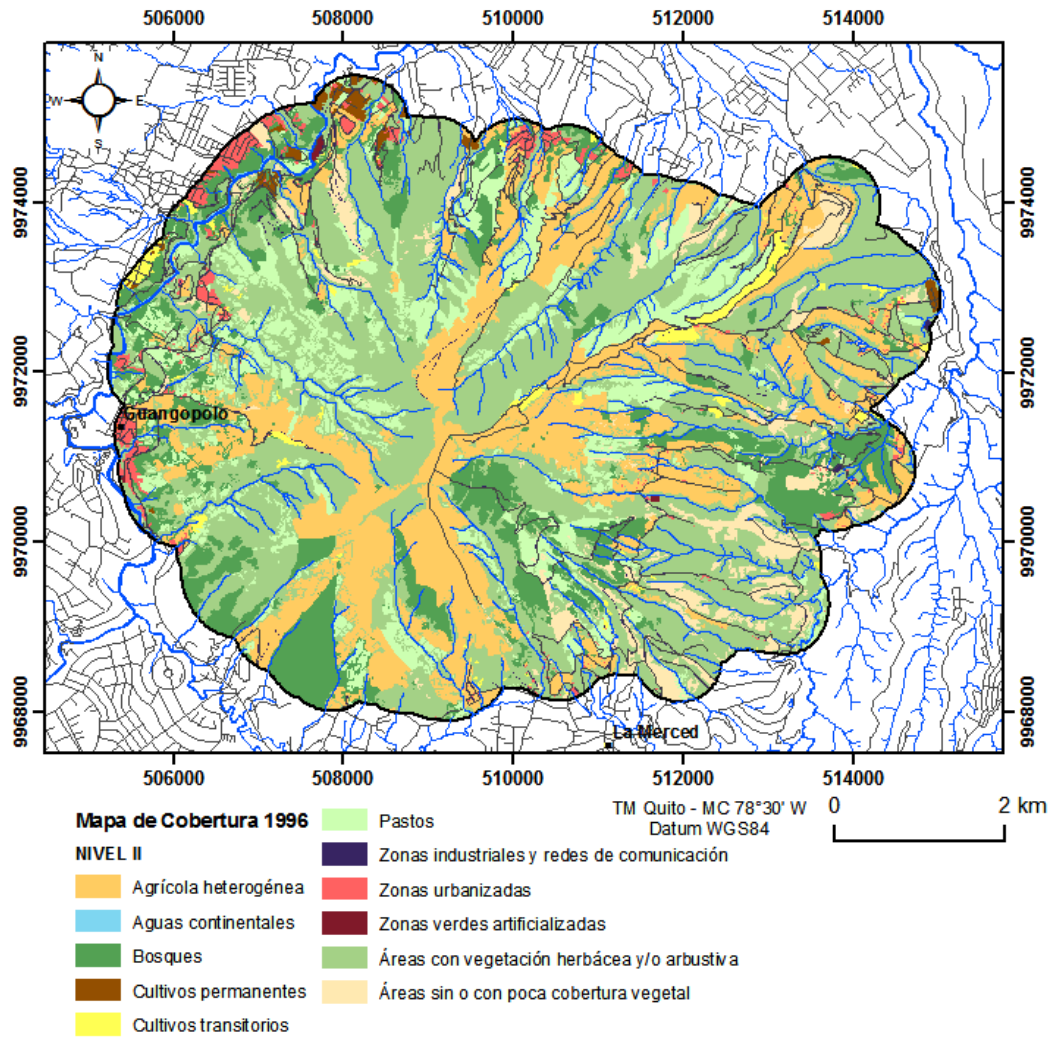 506000 508000 510000 512000 514000
N
W E
S
9974000 9974000
9972000 9972000
Guangopolo
9970000 9970000
9968000 9968000
La Merced
506000 508000 510000 512000 514000
Mapa de Cobertura 1996
NIVEL II
Agrícola heterogénea
Aguas continentales
Bosques
Cultivos permanentes
Cultivos transitorios
Pastos
Zonas industriales y redes de comunicación
Zonas urbanizadas
Zonas verdes artificializadas
Áreas con vegetación herbácea y/o arbustiva
Áreas sin o con poca cobertura vegetal
TM Quito - MC 78°30' W
Datum WGS84
0 2 km